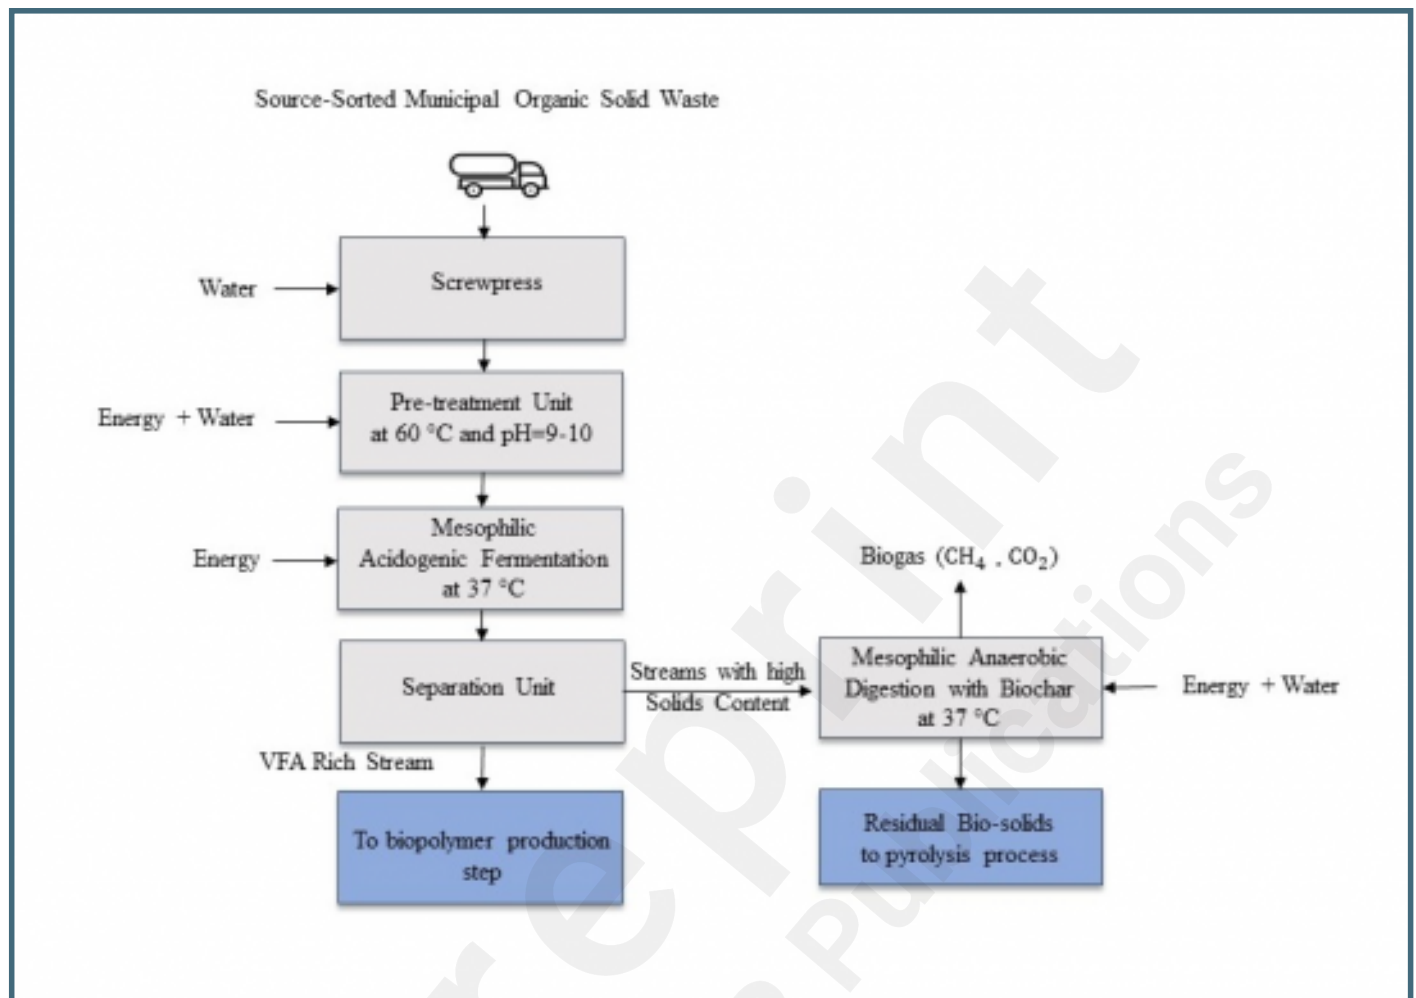 Source-Sorted Municipal Organic Solid Waste
Water
Screwpress
Energy + Water
Pre-treatment Unit
at 60 °C and pH=9-10
Energy
Mesophilic
Acidogenic Fermentation
at 37 °C
Biogas (CH₄ , CO₂)
Separation Unit
Streams with high
Solids Content
Mesophilic Anaerobic
Digestion with Biochar
at 37 °C
Energy + Water
VFA Rich Stream
To biopolymer production
step
Residual Bio-solids
to pyrolysis process
eprint
Publications